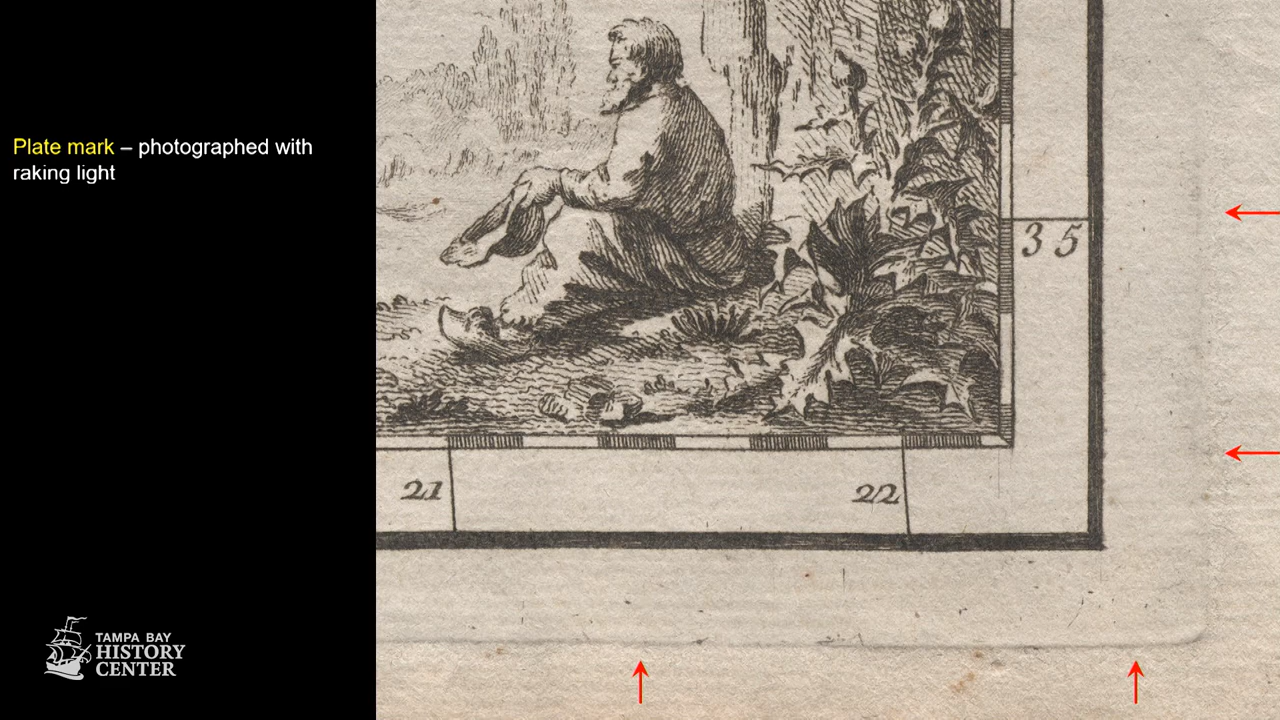 Plate mark – photographed with
raking light
35
21
22
TAMPA BAY
HISTORY
CENTER